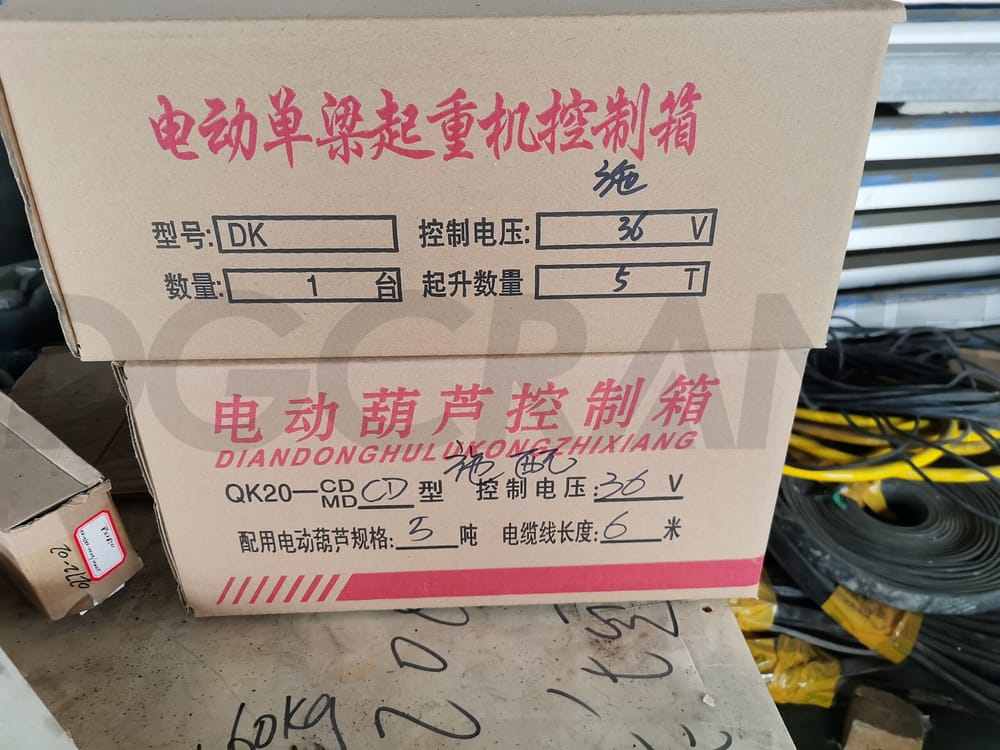 电动单梁起重机控制箱
型号: DK 控制电压: 36 V
数量: 1 台 起升数量 5 T
DGCRAN
电动葫芦控制箱
DIANDONGHULUKONGZHIXIANG
QK20—CD MD CD 型 控制电压: 36 V
配用电动葫芦规格: 5 吨 电缆线长度: 6 米
60Kg